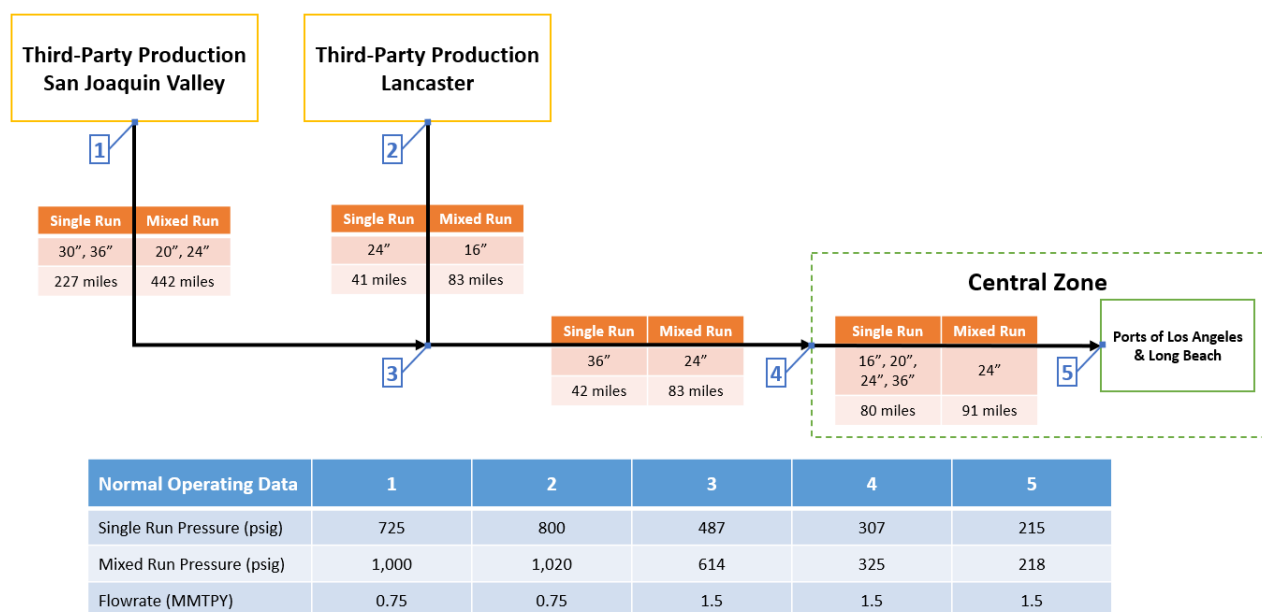 Third-Party Production
San Joaquin Valley
Third-Party Production
Lancaster
1
2
Single Run Mixed Run
30”, 36” 20”, 24”
227 miles 442 miles
Single Run Mixed Run
24” 16”
41 miles 83 miles
3
Single Run Mixed Run
36” 24”
42 miles 83 miles
4
Central Zone
Single Run Mixed Run
16”, 20”,
24”, 36”
24”
80 miles 91 miles
5
Ports of Los Angeles
& Long Beach
Normal Operating Data 1 2 3 4 5
Single Run Pressure (psig) 725 800 487 307 215
Mixed Run Pressure (psig) 1,000 1,020 614 325 218
Flowrate (MMTPY) 0.75 0.75 1.5 1.5 1.5